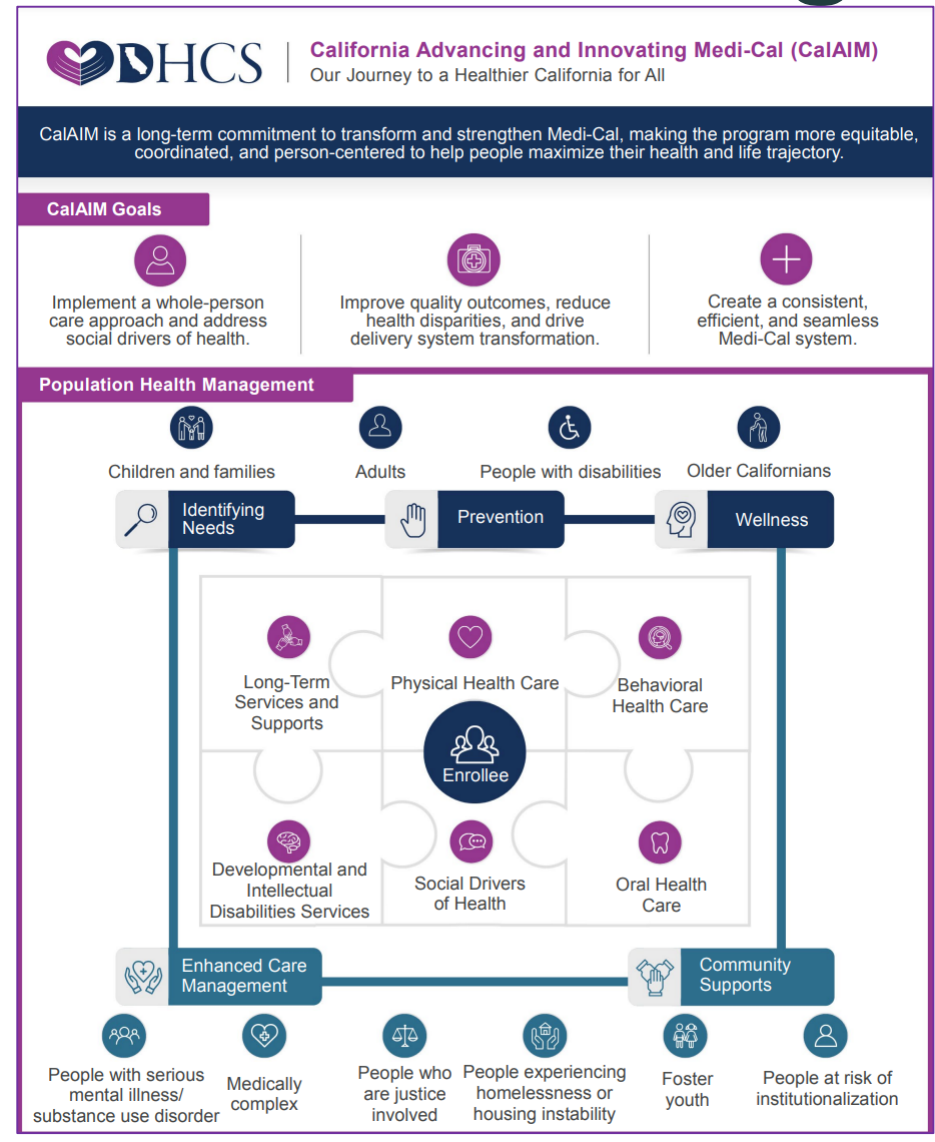 DHCS
California Advancing and Innovating Medi-Cal (CalAIM)
Our Journey to a Healthier California for All
CalAIM is a long-term commitment to transform and strengthen Medi-Cal, making the program more equitable,
coordinated, and person-centered to help people maximize their health and life trajectory.
CalAIM Goals
Implement a whole-person
care approach and address
social drivers of health.
Improve quality outcomes, reduce
health disparities, and drive
delivery system transformation.
Create a consistent,
efficient, and seamless
Medi-Cal system.
Population Health Management
Children and families
Adults
People with disabilities
Older Californians
Identifying
Needs
Prevention
Wellness
Long-Term
Services and
Supports
Physical Health Care
Behavioral
Health Care
Enrollee
Developmental and
Intellectual
Disabilities Services
Social Drivers
of Health
Oral Health
Care
Enhanced Care
Management
Community
Supports
People with serious
mental illness/
substance use disorder
Medically
complex
People who
are justice
involved
People experiencing
homelessness or
housing instability
Foster
youth
People at risk of
institutionalization